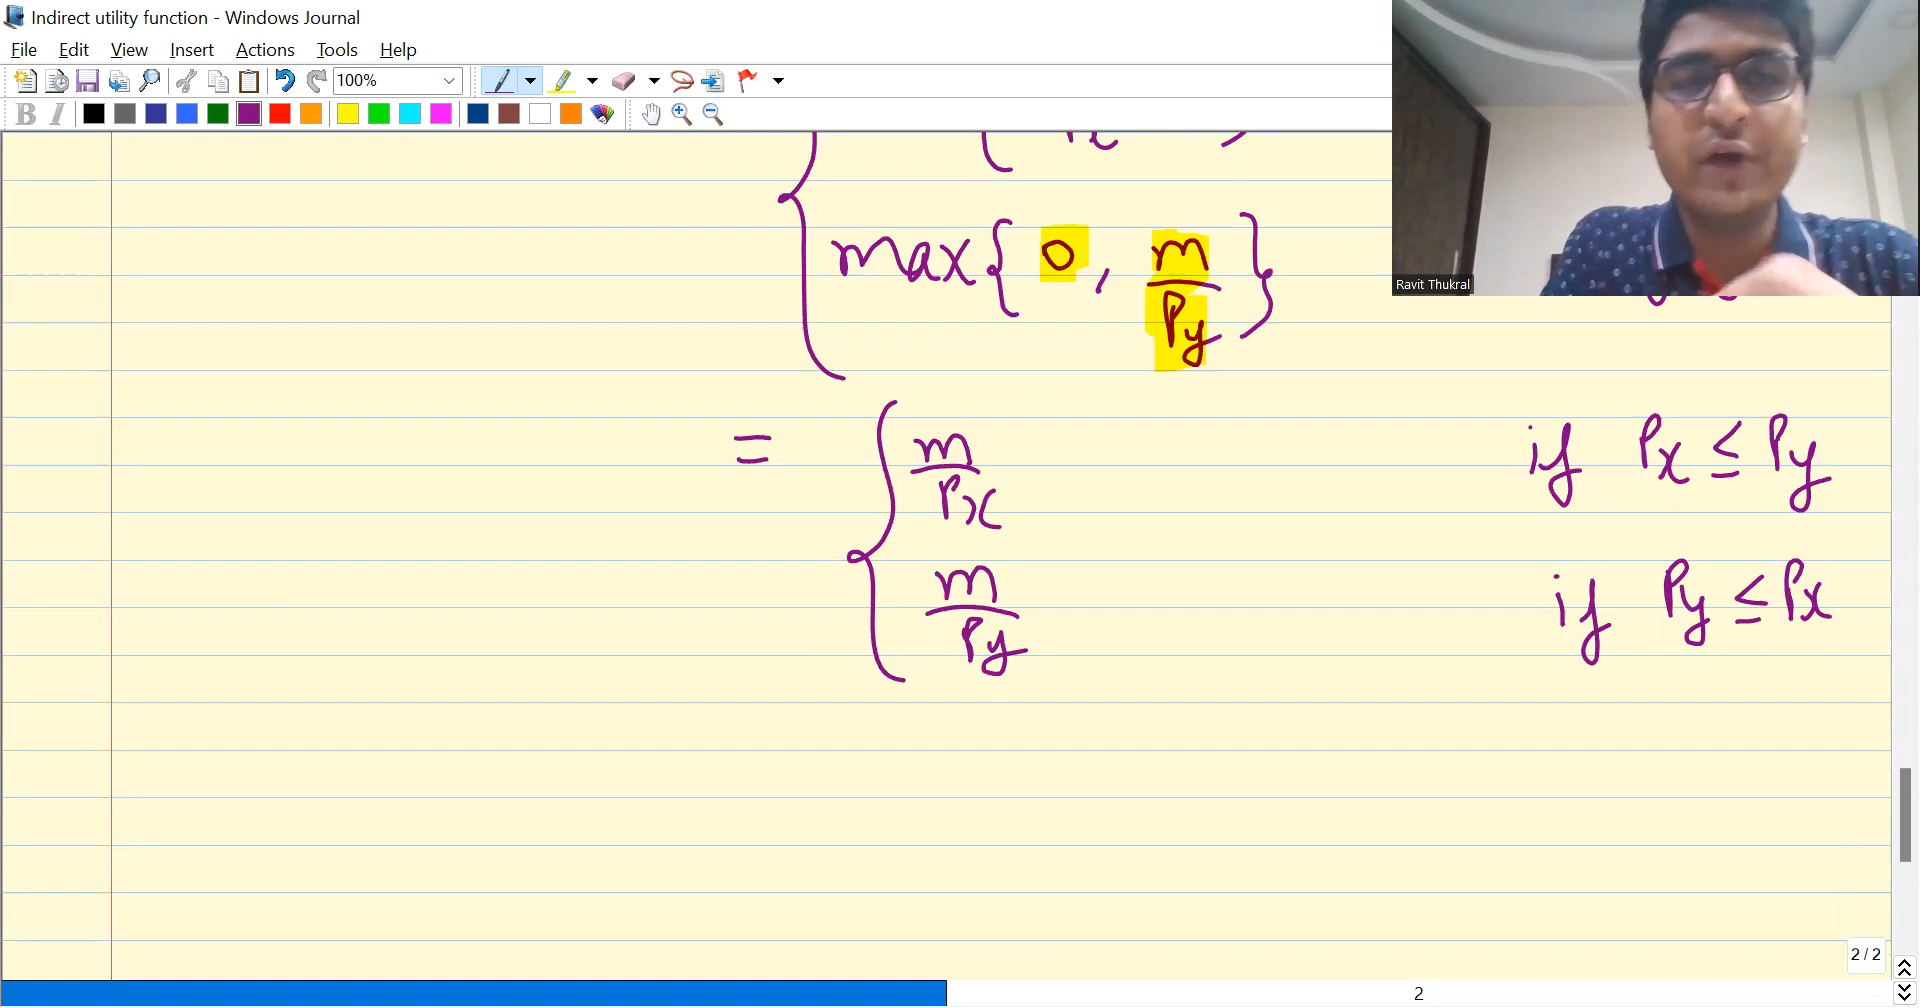 Indirect utility function - Windows Journal
File Edit View Insert Actions Tools Help
100%
B I
Ravit Thukral
max{ 0 , m/Py }
= { m/Px if Px ≤ Py
m/Py if Py ≤ Px
2 / 2
2